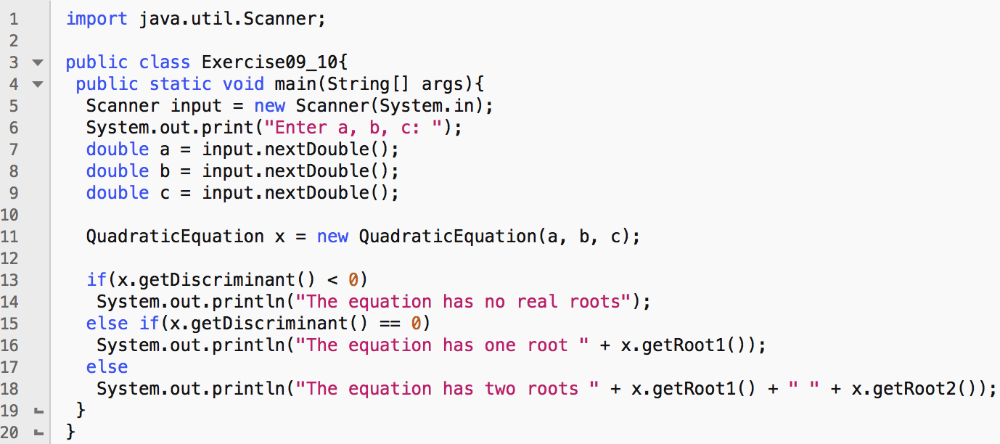 1 import java.util.Scanner;
2
3 public class Exercise09_10{
4 public static void main(String[] args){
5 Scanner input = new Scanner(System.in);
6 System.out.print("Enter a, b, c: ");
7 double a = input.nextDouble();
8 double b = input.nextDouble();
9 double c = input.nextDouble();
10
11 QuadraticEquation x = new QuadraticEquation(a, b, c);
12
13 if(x.getDiscriminant() < 0)
14 System.out.println("The equation has no real roots");
15 else if(x.getDiscriminant() == 0)
16 System.out.println("The equation has one root " + x.getRoot1());
17 else
18 System.out.println("The equation has two roots " + x.getRoot1() + " " + x.getRoot2());
19 }
20 }